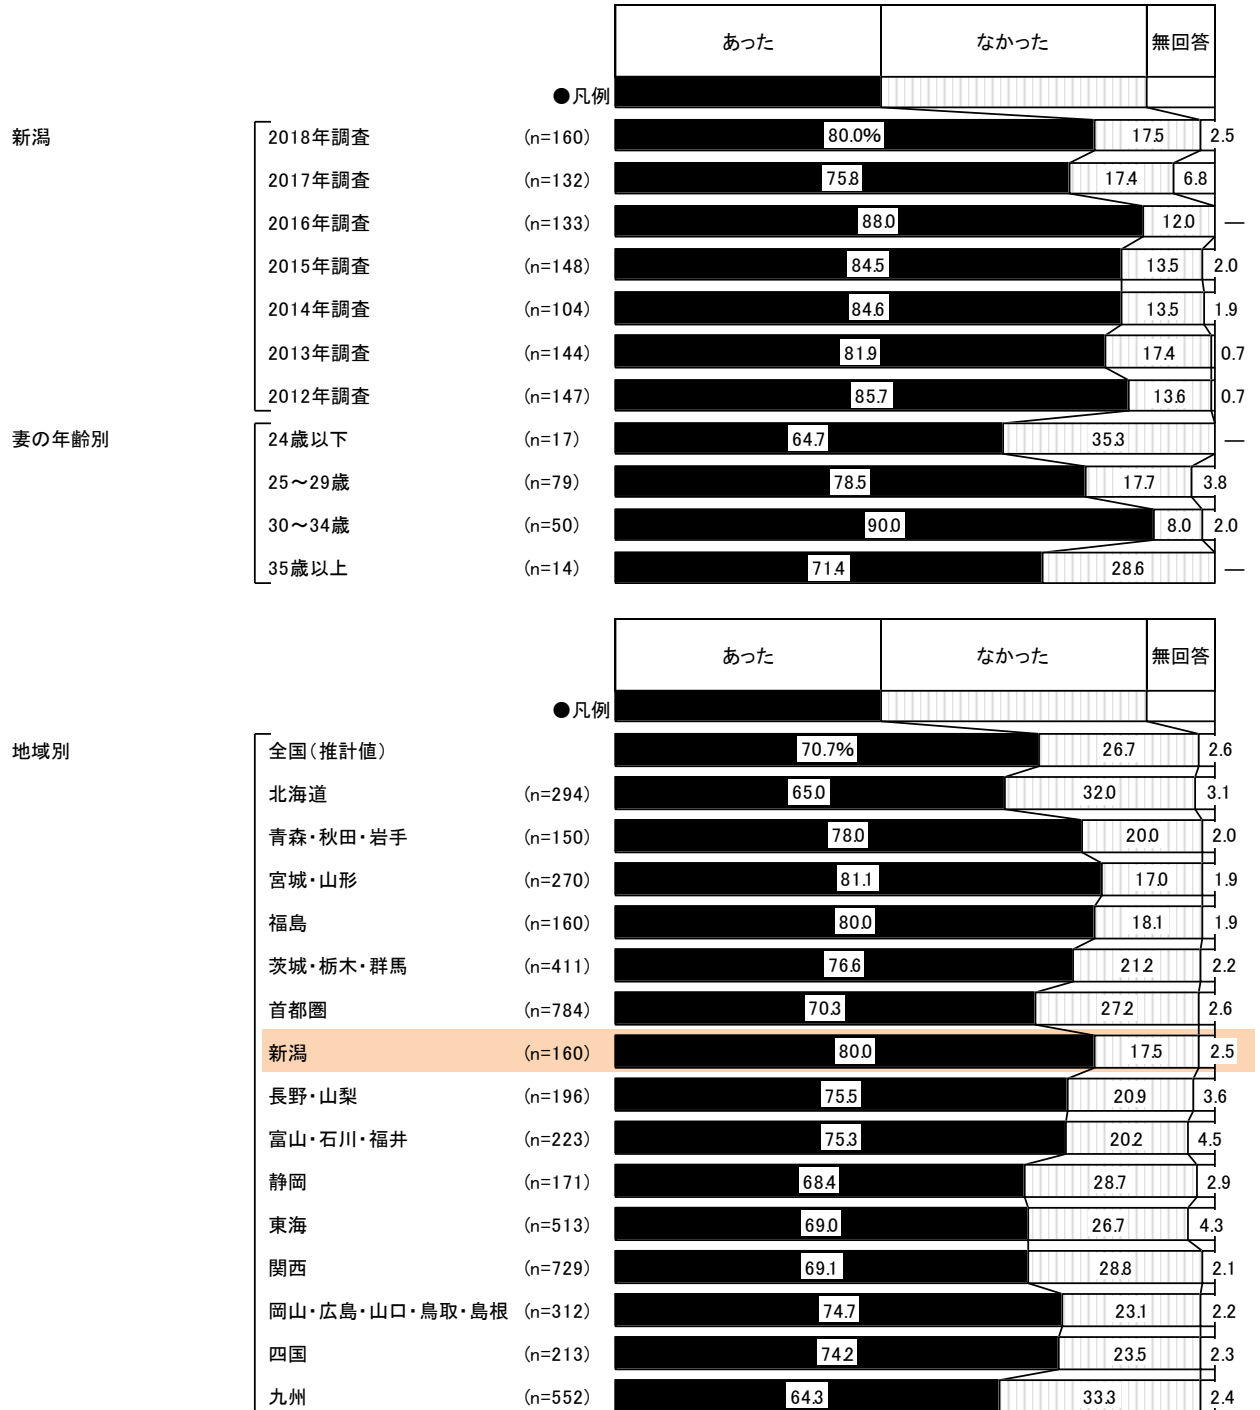 あった なかった 無回答
●凡例
新潟 2018年調査 (n=160) 80.0% 17.5 2.5
2017年調査 (n=132) 75.8 17.4 6.8
2016年調査 (n=133) 88.0 12.0 ―
2015年調査 (n=148) 84.5 13.5 2.0
2014年調査 (n=104) 84.6 13.5 1.9
2013年調査 (n=144) 81.9 17.4 0.7
2012年調査 (n=147) 85.7 13.6 0.7
妻の年齢別 24歳以下 (n=17) 64.7 35.3 ―
25～29歳 (n=79) 78.5 17.7 3.8
30～34歳 (n=50) 90.0 8.0 2.0
35歳以上 (n=14) 71.4 28.6 ―
あった なかった 無回答
●凡例
地域別 全国(推計値) 70.7% 26.7 2.6
北海道 (n=294) 65.0 32.0 3.1
青森・秋田・岩手 (n=150) 78.0 20.0 2.0
宮城・山形 (n=270) 81.1 17.0 1.9
福島 (n=160) 80.0 18.1 1.9
茨城・栃木・群馬 (n=411) 76.6 21.2 2.2
首都圏 (n=784) 70.3 27.2 2.6
新潟 (n=160) 80.0 17.5 2.5
長野・山梨 (n=196) 75.5 20.9 3.6
富山・石川・福井 (n=223) 75.3 20.2 4.5
静岡 (n=171) 68.4 28.7 2.9
東海 (n=513) 69.0 26.7 4.3
関西 (n=729) 69.1 28.8 2.1
岡山・広島・山口・鳥取・島根 (n=312) 74.7 23.1 2.2
四国 (n=213) 74.2 23.5 2.3
九州 (n=552) 64.3 33.3 2.4